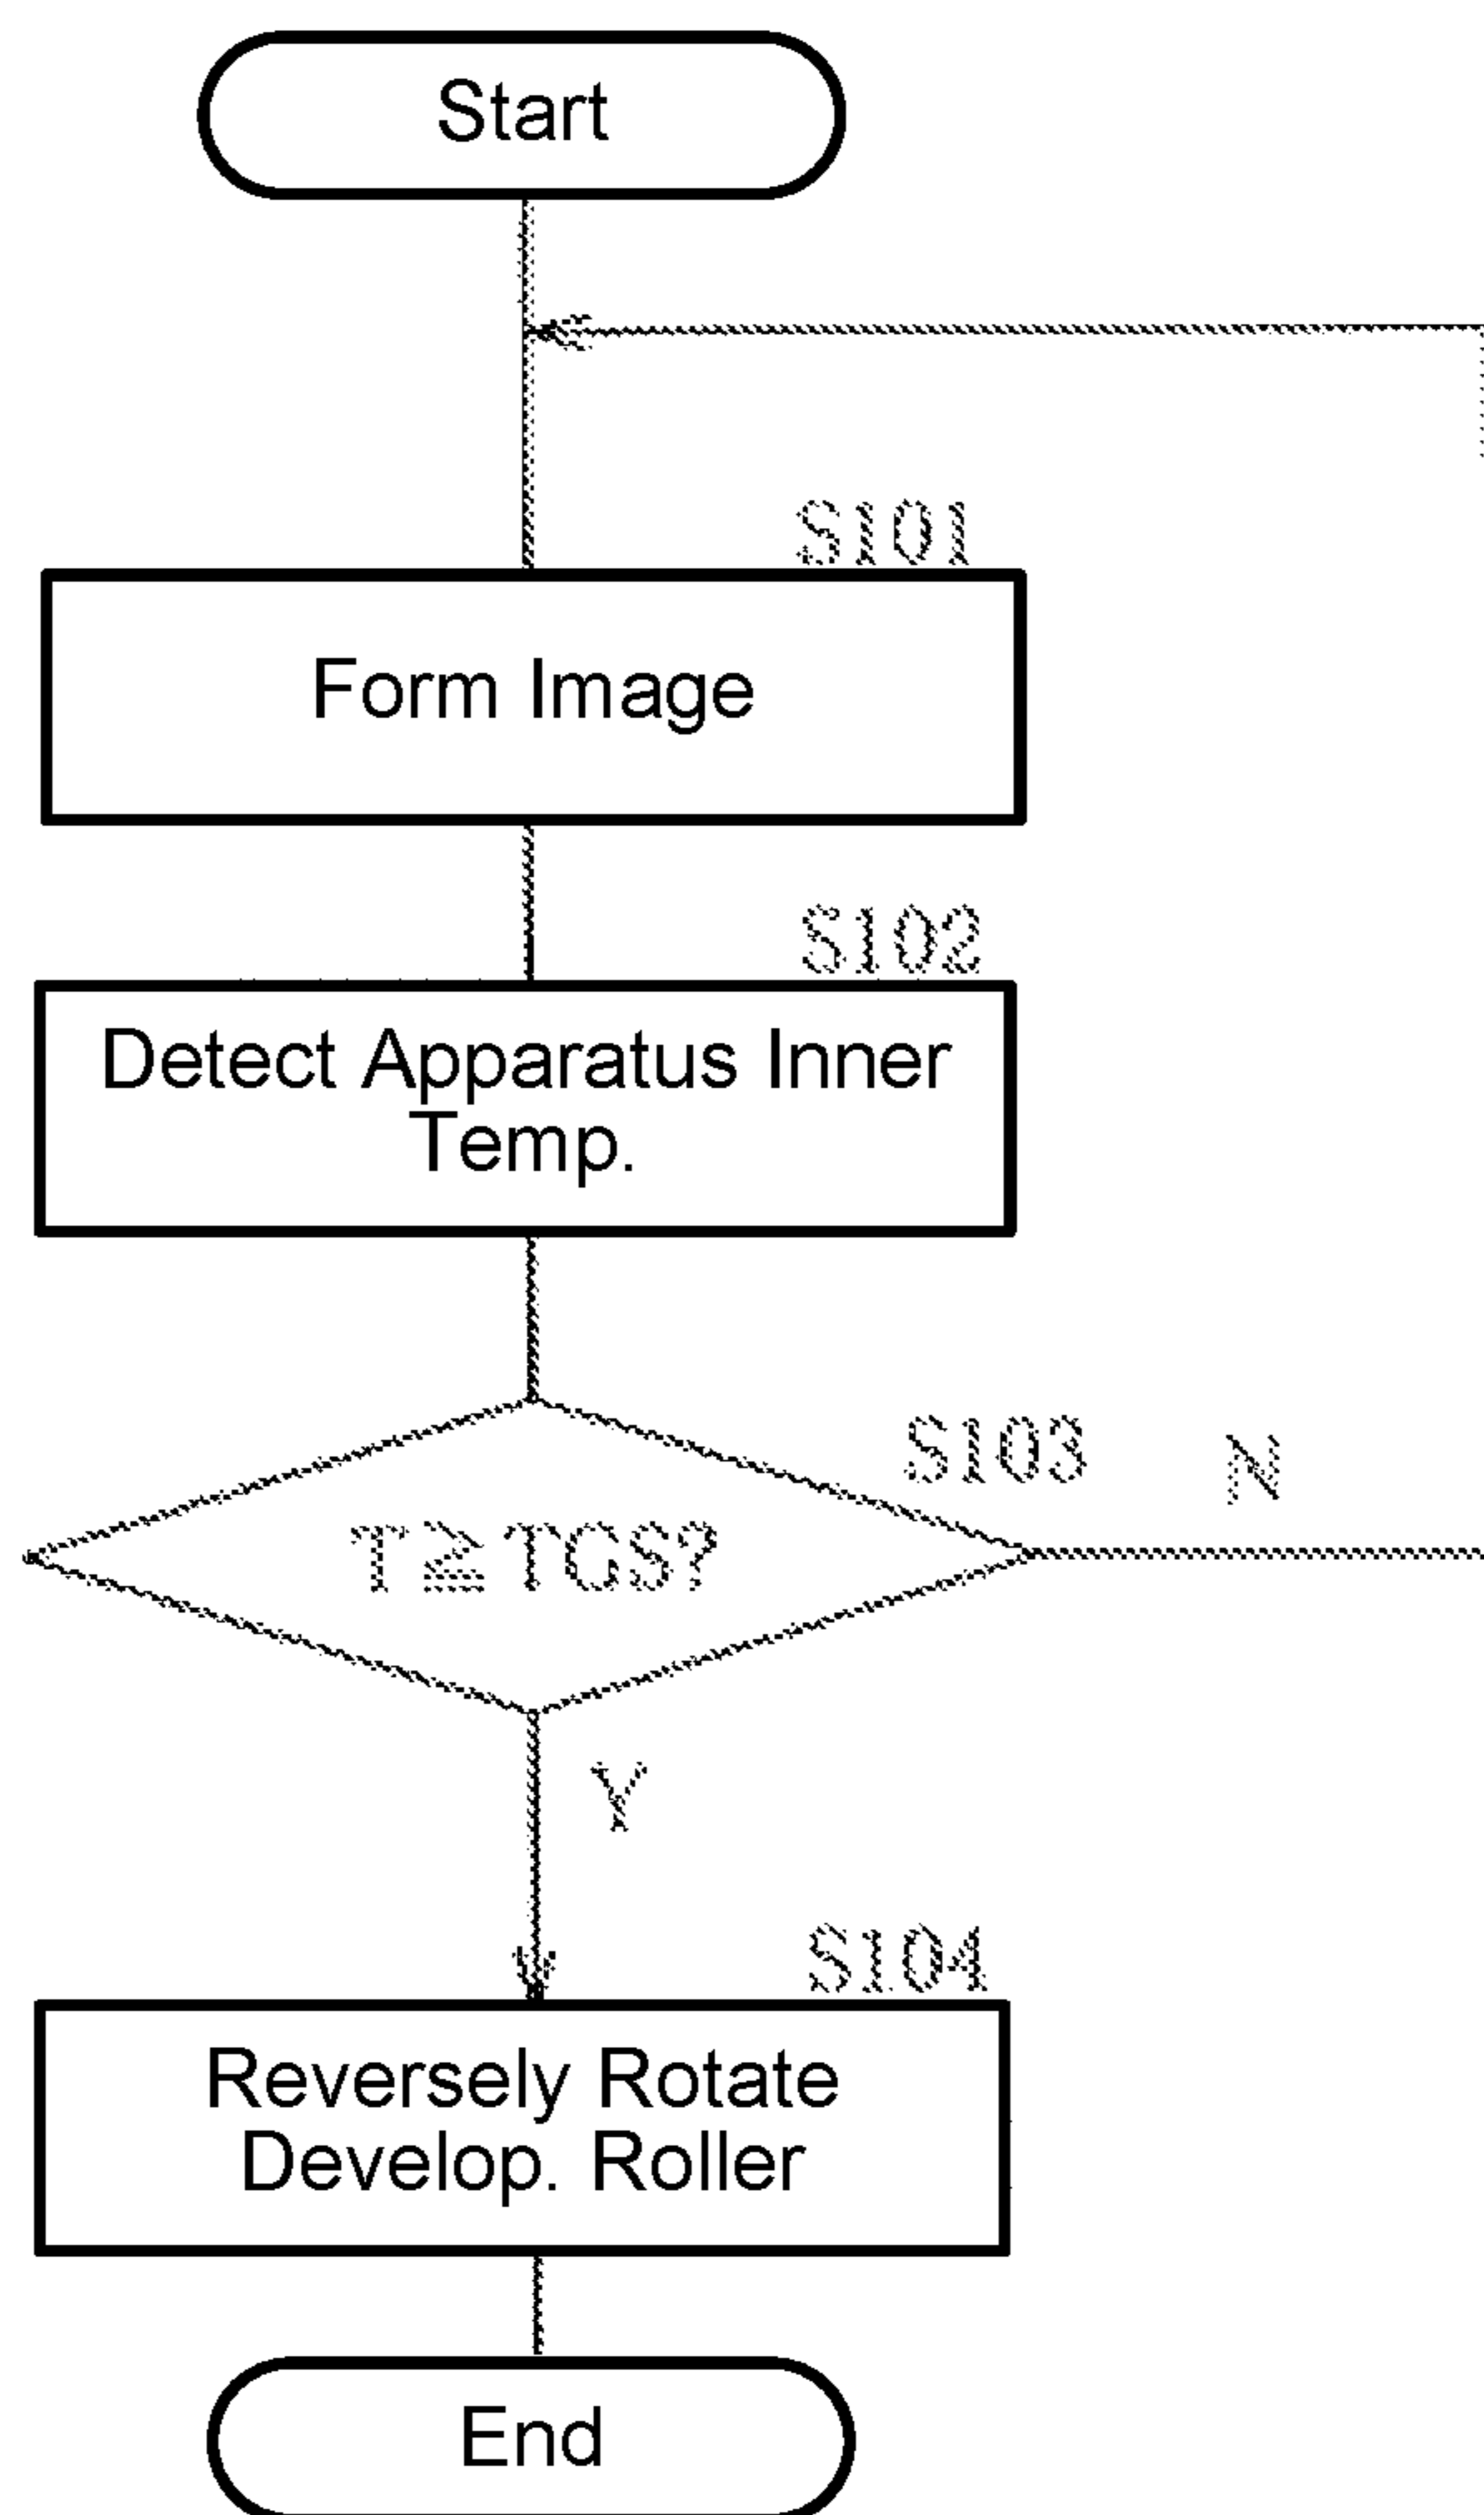 Start
S101
Form Image
S102
Detect Apparatus Inner
Temp.
S103
N
T≧TGS?
Y
S104
Reversely Rotate
Develop. Roller
End